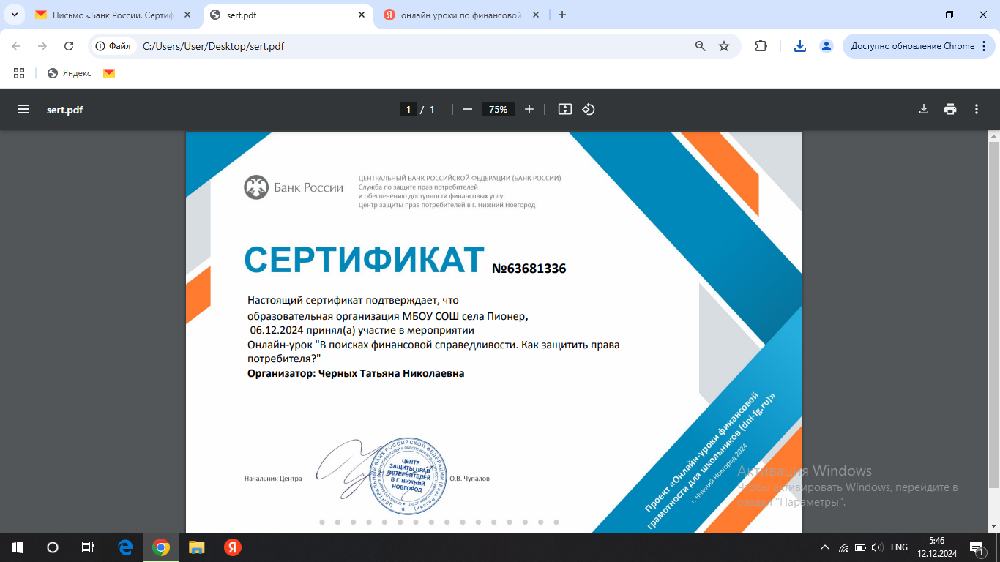 Письмо «Банк России. Сертиф
sert.pdf
онлайн уроки по финансовой
Файл
C:/Users/User/Desktop/sert.pdf
Доступно обновление Chrome
Яндекс
sert.pdf
1 / 1
75%
Банк России
ЦЕНТРАЛЬНЫЙ БАНК РОССИЙСКОЙ ФЕДЕРАЦИИ (БАНК РОССИИ)
Служба по защите прав потребителей
и обеспечению доступности финансовых услуг
Центр защиты прав потребителей в г. Нижний Новгород
СЕРТИФИКАТ №63681336
Настоящий сертификат подтверждает, что
образовательная организация МБОУ СОШ села Пионер,
06.12.2024 принял(а) участие в мероприятии
Онлайн-урок "В поисках финансовой справедливости. Как защитить права
потребителя?"
Организатор: Черных Татьяна Николаевна
Начальник Центра
ЦЕНТР
ЗАЩИТЫ ПРАВ
ПОТРЕБИТЕЛЕЙ
В Г. НИЖНИЙ
НОВГОРОД
О.В. Чупалов
Проект «Онлайн-уроки финансовой
грамотности для школьников (dni-fg.ru)»
г. Нижний Новгород 2024
Активация Windows
Чтобы активировать Windows, перейдите в
раздел "Параметры".
ENG
5:46
12.12.2024
1